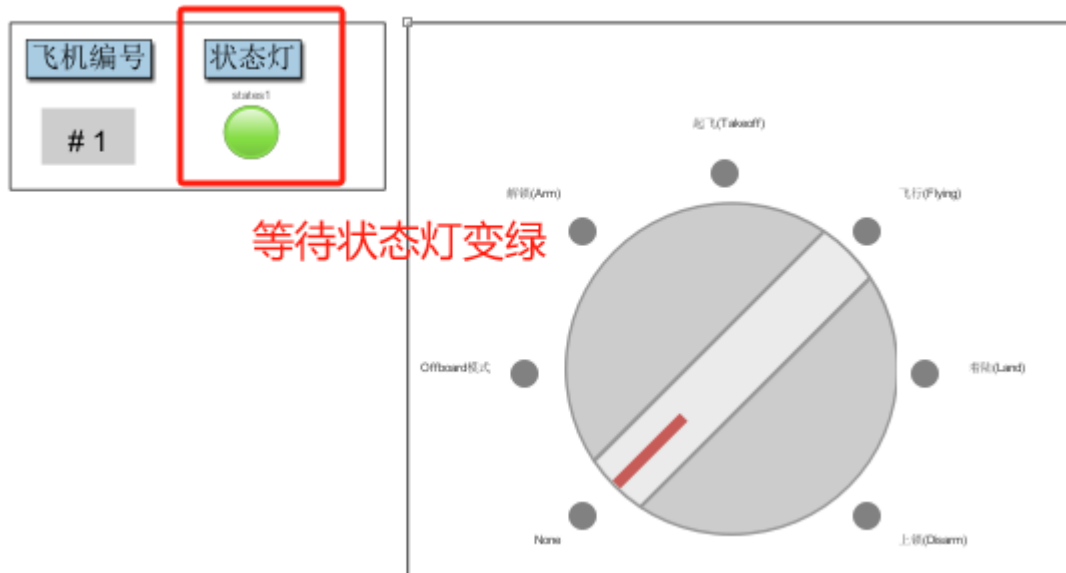 飞机编号
状态灯
states1
# 1
等待状态灯变绿
起飞(Takeoff)
解锁(Arm)
飞行(Flying)
Offboard模式
着陆(Land)
None
上锁(Disarm)